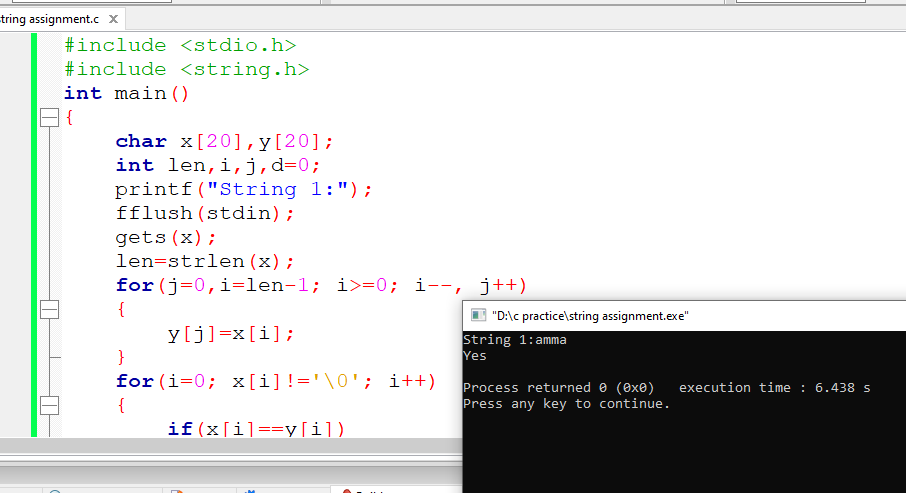 string assignment.c X
#include <stdio.h>
#include <string.h>
int main()
{
char x[20],y[20];
int len,i,j,d=0;
printf("String 1:");
fflush(stdin);
gets(x);
len=strlen(x);
for(j=0,i=len-1; i>=0; i--, j++)
{
y[j]=x[i];
}
for(i=0; x[i]!='\0'; i++)
{
if(x[i]==y[i])
"D:\c practice\string assignment.exe"
String 1:amma
Yes
Process returned 0 (0x0)   execution time : 6.438 s
Press any key to continue.